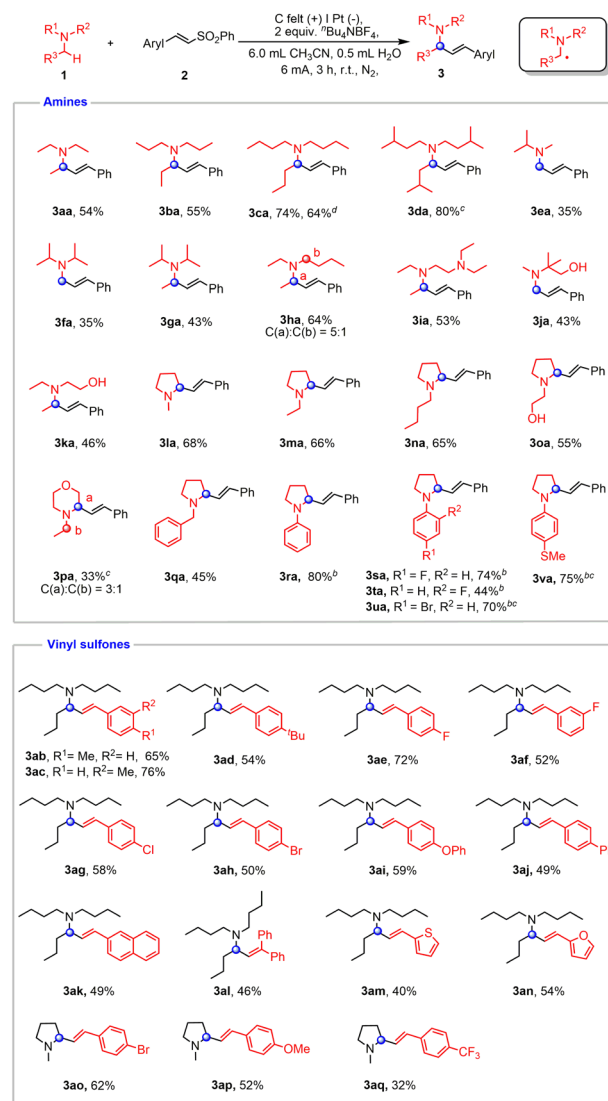 R¹ N R² R³ H
1
+
Aryl SO₂Ph
2
C felt (+) I Pt (-),
2 equiv. ⁿBu₄NBF₄,
6.0 mL CH₃CN, 0.5 mL H₂O
6 mA, 3 h, r.t., N₂,
R¹ N R² R³ Aryl
3
R¹ N R² R³ •
Amines
N Ph
N Ph
N Ph
N Ph
N Ph
3aa, 54%
3ba, 55%
3ca, 74%, 64%ᵈ
3da, 80%ᶜ
3ea, 35%
N Ph
N Ph
N b a Ph
N N Ph
N OH Ph
3fa, 35%
3ga, 43%
3ha, 64%
C(a):C(b) = 5:1
3ia, 53%
3ja, 43%
N OH Ph
N Ph
N Ph
N Ph
N OH Ph
3ka, 46%
3la, 68%
3ma, 66%
3na, 65%
3oa, 55%
O N a b Ph
N Ph
N Ph
N R² R¹ Ph
N SMe Ph
3pa, 33%ᶜ
C(a):C(b) = 3:1
3qa, 45%
3ra, 80%ᵇ
3sa, R¹ = F, R² = H, 74%ᵇ
3ta, R¹ = H, R² = F, 44%ᵇ
3ua, R¹ = Br, R² = H, 70%ᵇᶜ
3va, 75%ᵇᶜ
Vinyl sulfones
N R² R¹
N ᵗBu
N F
N F
3ab, R¹= Me, R²= H, 65%
3ac, R¹= H, R²= Me, 76%
3ad, 54%
3ae, 72%
3af, 52%
N Cl
N Br
N OPh
N P
3ag, 58%
3ah, 50%
3ai, 59%
3aj, 49%
N
N Ph Ph
N S
N O
3ak, 49%
3al, 46%
3am, 40%
3an, 54%
N Br
N OMe
N CF₃
3ao, 62%
3ap, 52%
3aq, 32%